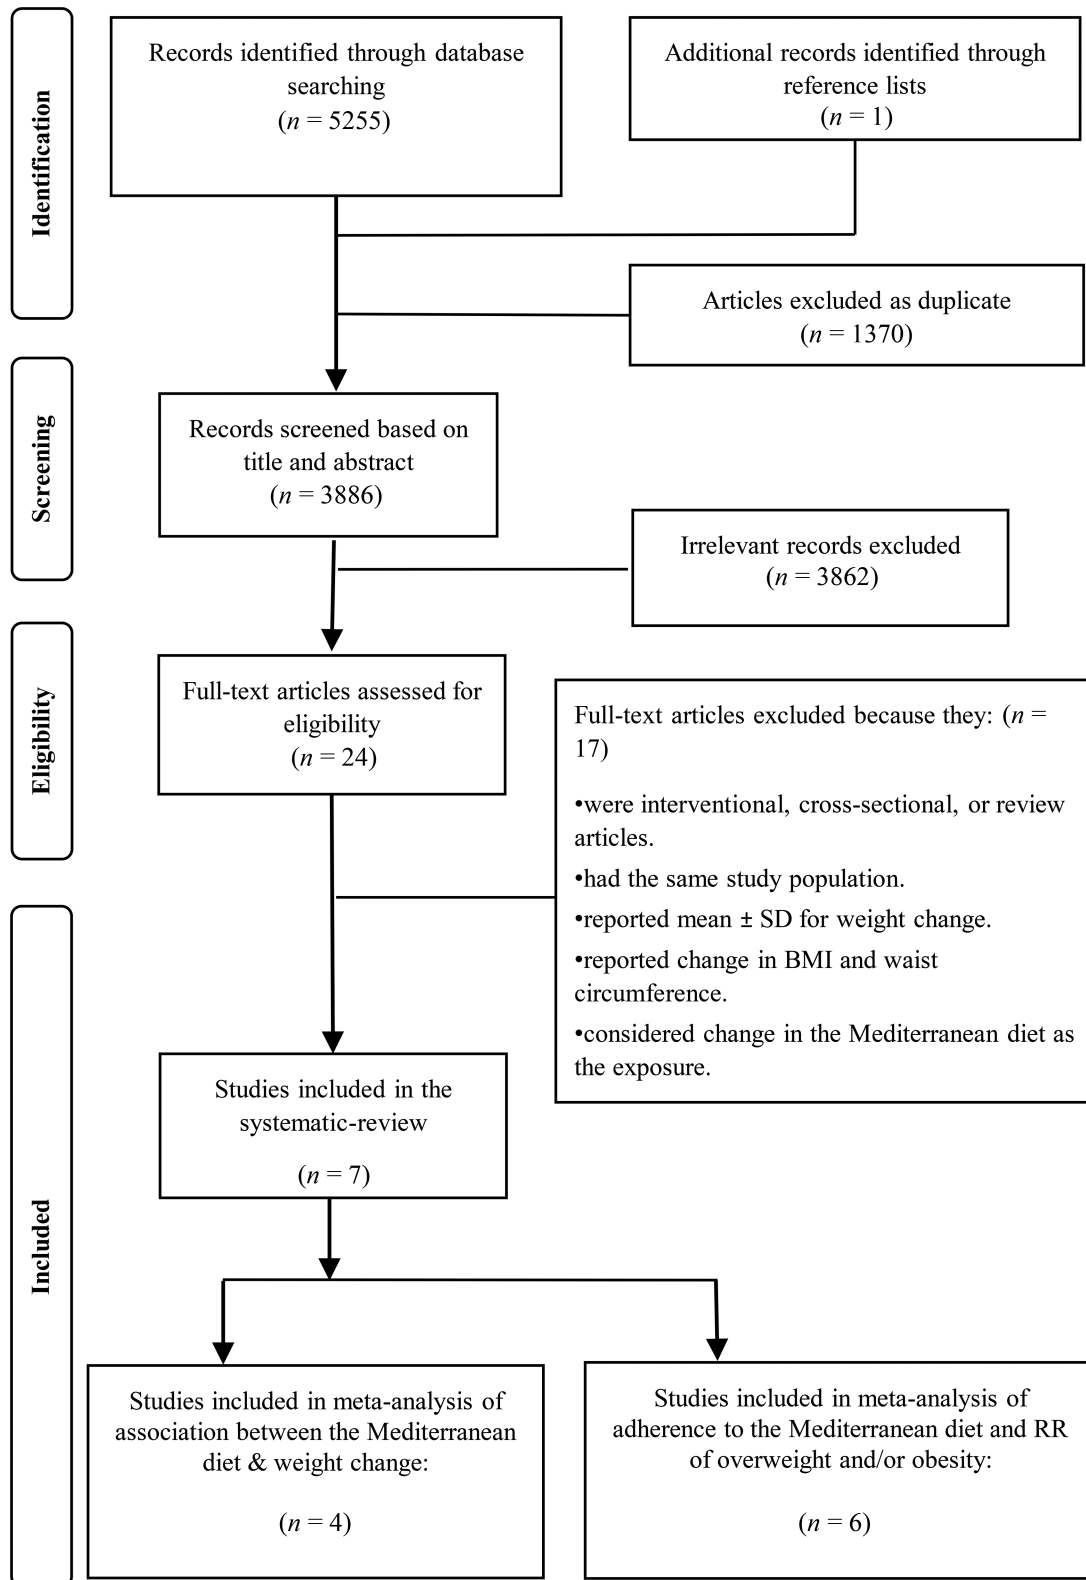 Identification
Records identified through database
searching
(n = 5255)
Additional records identified through
reference lists
(n = 1)
Articles excluded as duplicate
(n = 1370)
Screening
Records screened based on
title and abstract
(n = 3886)
Irrelevant records excluded
(n = 3862)
Eligibility
Full-text articles assessed for
eligibility
(n = 24)
Full-text articles excluded because they: (n =
17)
•were interventional, cross-sectional, or review
articles.
•had the same study population.
•reported mean ± SD for weight change.
•reported change in BMI and waist
circumference.
•considered change in the Mediterranean diet as
the exposure.
Included
Studies included in the
systematic-review
(n = 7)
Studies included in meta-analysis of
association between the Mediterranean
diet & weight change:
(n = 4)
Studies included in meta-analysis of
adherence to the Mediterranean diet and RR
of overweight and/or obesity:
(n = 6)